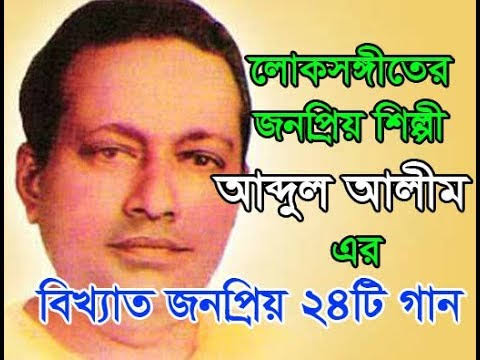 লোকসঙ্গীতের
জনপ্রিয় শিল্পী
আব্দুল আলীম
এর
বিখ্যাত জনপ্রিয় ২৪টি গান